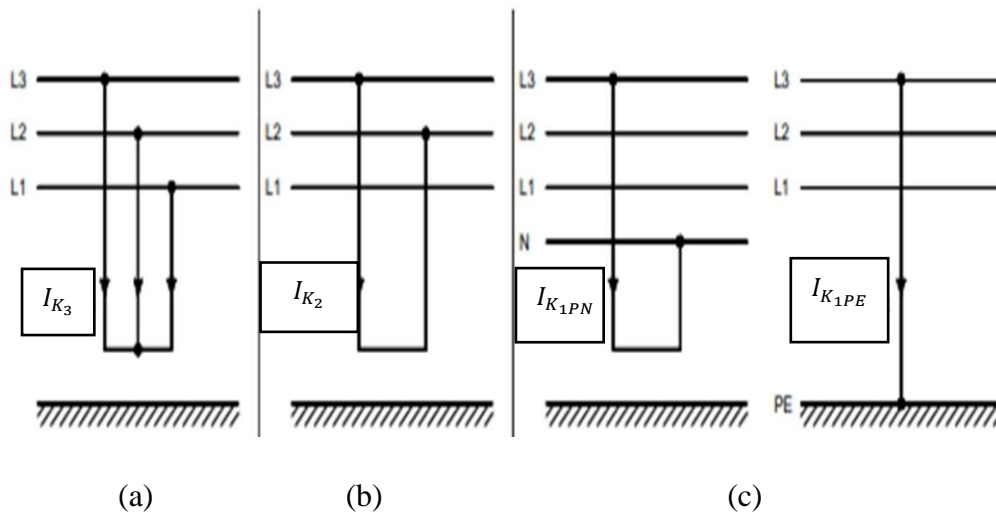 L3
L2
L1
I_{K_3}
(a)
L3
L2
L1
I_{K_2}
(b)
L3
L2
L1
N
I_{K_{1PN}}
L3
L2
L1
I_{K_{1PE}}
PE
(c)